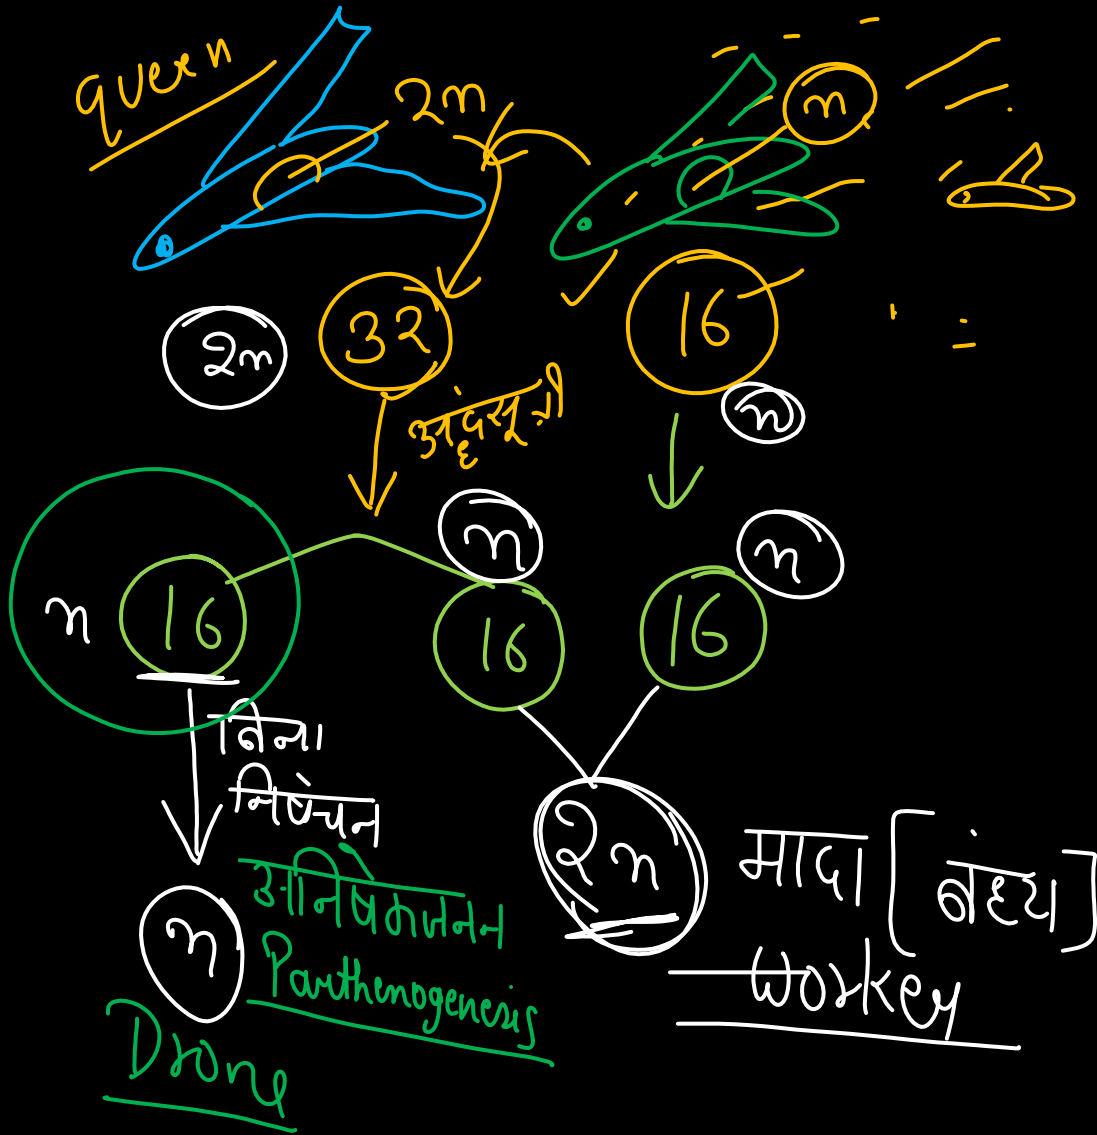 queen
2n
n
2n
32
16
n
अर्द्धसूत्री
n
n
n
16
16
16
बिना
निषेचन
2n
मादा [बंध्य]
n
अनिषेकजनन
Parthenogenesis
Worker
Drone